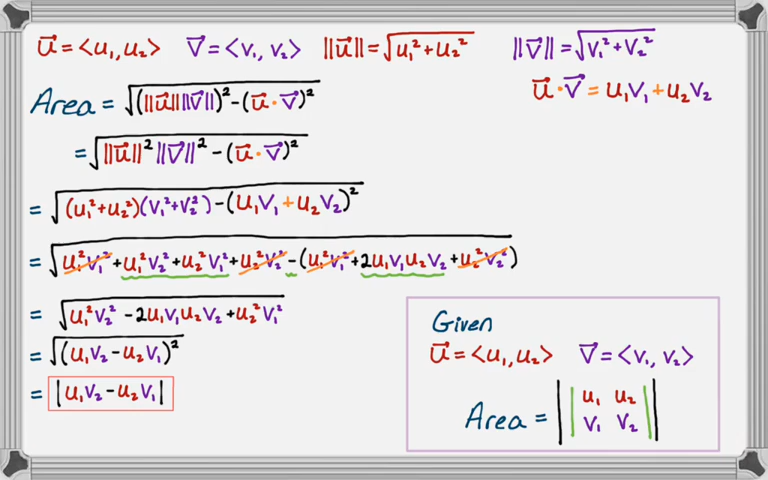 u⃗ = <u₁, u₂>  v⃗ = <v₁, v₂>  ||u⃗|| = √(u₁² + u₂²)  ||v⃗|| = √(v₁² + v₂²)
u⃗ · v⃗ = u₁v₁ + u₂v₂
Area = √((||u⃗|| ||v⃗||)² - (u⃗ · v⃗)²)
= √(||u⃗||² ||v⃗||² - (u⃗ · v⃗)²)
= √((u₁² + u₂²)(v₁² + v₂²) - (u₁v₁ + u₂v₂)²)
= √(u₁²v₁² + u₁²v₂² + u₂²v₁² + u₂²v₂² - (u₁²v₁² + 2u₁v₁u₂v₂ + u₂²v₂²))
= √(u₁²v₂² - 2u₁v₁u₂v₂ + u₂²v₁²)
= √((u₁v₂ - u₂v₁)²)
= |u₁v₂ - u₂v₁|
Given
u⃗ = <u₁, u₂>  v⃗ = <v₁, v₂>
Area = | | u₁ u₂ | |
| | v₁ v₂ | |